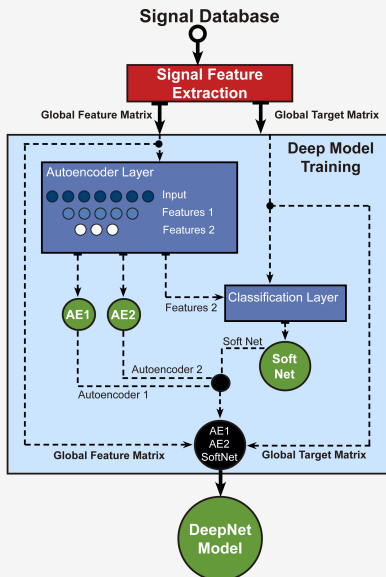 Signal Database
Signal Feature
Extraction
Global Feature Matrix
Global Target Matrix
Deep Model
Training
Autoencoder Layer
Input
Features 1
Features 2
AE1
AE2
Features 2
Classification Layer
Soft Net
Soft
Net
Autoencoder 2
Autoencoder 1
AE1
AE2
SoftNet
Global Feature Matrix
Global Target Matrix
DeepNet
Model